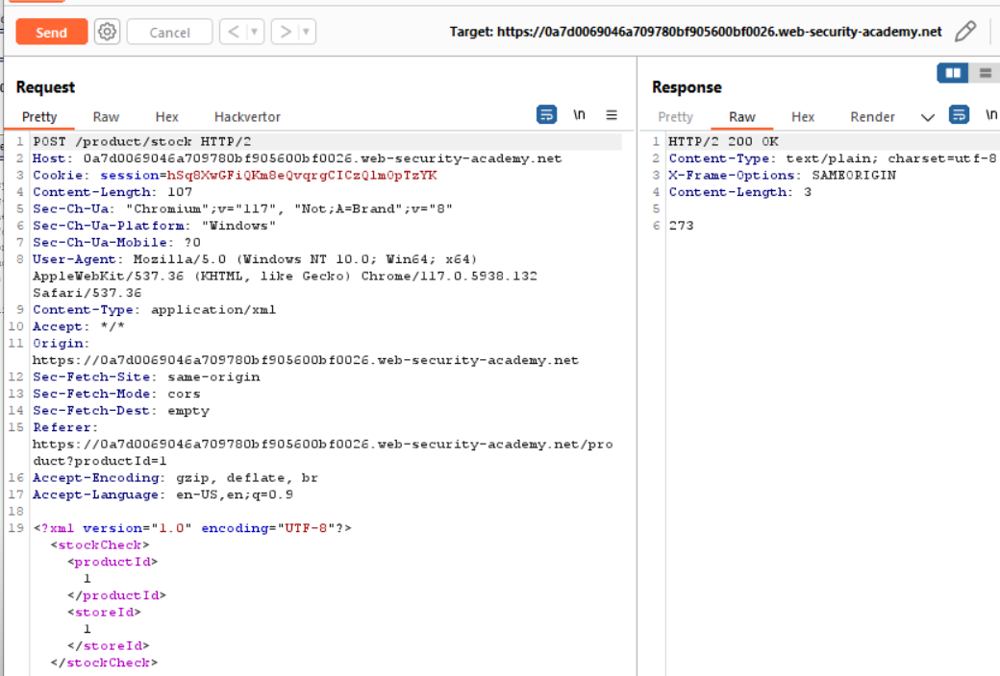 Send
Cancel
<
>
Target: https://0a7d0069046a709780bf905600bf0026.web-security-academy.net
Request
Pretty Raw Hex Hackvertor
\n
1 POST /product/stock HTTP/2
2 Host: 0a7d0069046a709780bf905600bf0026.web-security-academy.net
3 Cookie: session=hSq8XwGFiQKm8eQvqrgCICzQlmOpTzYK
4 Content-Length: 107
5 Sec-Ch-Ua: "Chromium";v="117", "Not;A=Brand";v="8"
6 Sec-Ch-Ua-Platform: "Windows"
7 Sec-Ch-Ua-Mobile: ?0
8 User-Agent: Mozilla/5.0 (Windows NT 10.0; Win64; x64)
AppleWebKit/537.36 (KHTML, like Gecko) Chrome/117.0.5938.132
Safari/537.36
9 Content-Type: application/xml
10 Accept: */*
11 Origin:
https://0a7d0069046a709780bf905600bf0026.web-security-academy.net
12 Sec-Fetch-Site: same-origin
13 Sec-Fetch-Mode: cors
14 Sec-Fetch-Dest: empty
15 Referer:
https://0a7d0069046a709780bf905600bf0026.web-security-academy.net/pro
duct?productId=1
16 Accept-Encoding: gzip, deflate, br
17 Accept-Language: en-US,en;q=0.9
18
19 <?xml version="1.0" encoding="UTF-8"?>
<stockCheck>
<productId>
1
</productId>
<storeId>
1
</storeId>
</stockCheck>
Response
Pretty Raw Hex Render
\n
1 HTTP/2 200 OK
2 Content-Type: text/plain; charset=utf-8
3 X-Frame-Options: SAMEORIGIN
4 Content-Length: 3
5
6 273